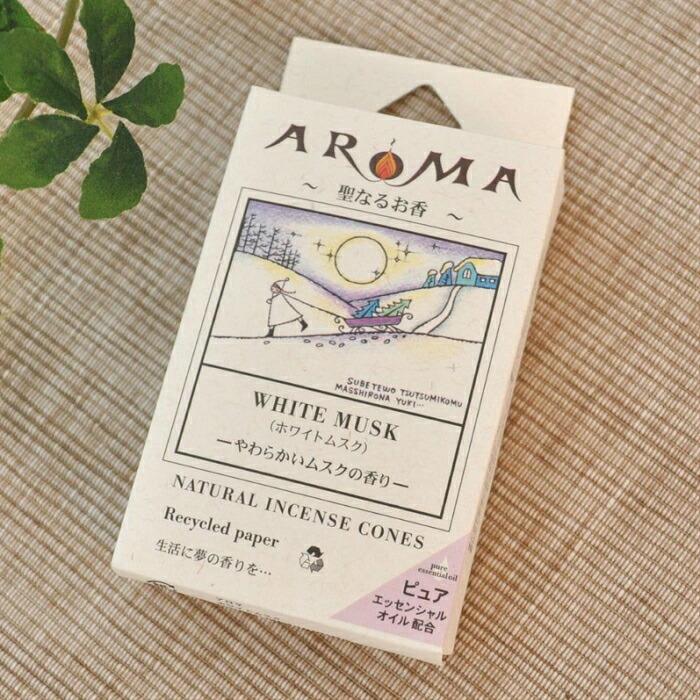 AROMA
～ 聖なるお香 ～
SUBETEWO TSUTSUMIKOMU
MASSHIRONA YUKI...
WHITE MUSK
（ホワイトムスク）
ーやわらかいムスクの香りー
NATURAL INCENSE CONES
Recycled paper
生活に夢の香りを…
pure
essential oil
ピュア
エッセンシャル
オイル配合